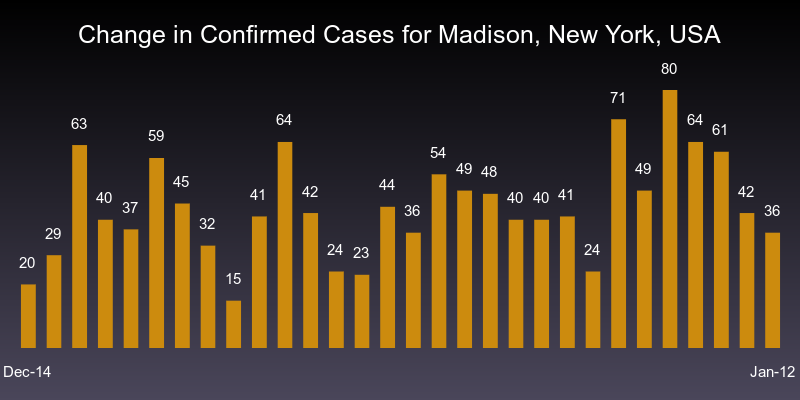 Change in Confirmed Cases for Madison, New York, USA
20 29 63 40 37 59 45 32 15 41 64 42 24 23 44 36 54 49 48 40 40 41 24 71 49 80 64 61 42 36
Dec-14 Jan-12